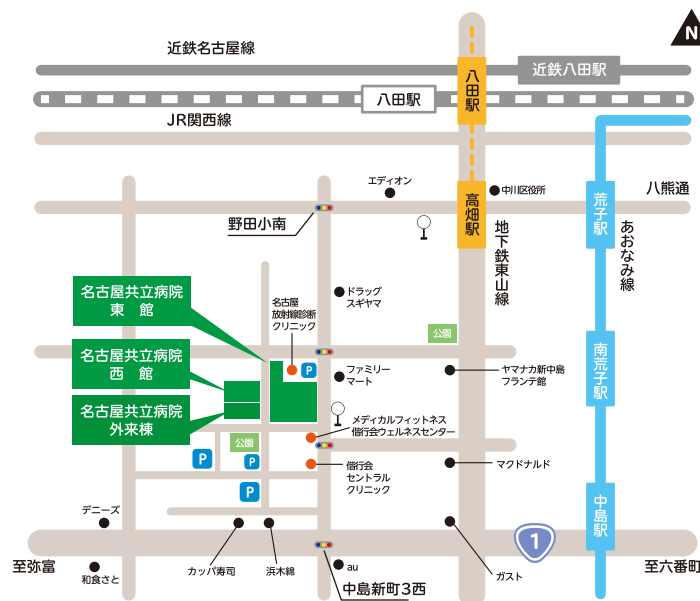 N
近鉄名古屋線
近鉄八田駅
八田駅
八田駅
JR関西線
エディオン
中川区役所
八熊通
高畑駅
荒子駅
野田小南
地下鉄東山線
あおなみ線
名古屋共立病院
東 館
名古屋
放射線診断
クリニック
ドラッグ
スギヤマ
公園
名古屋共立病院
西 館
P
ファミリー
マート
ヤマナカ新中島
フランテ館
南荒子駅
名古屋共立病院
外来棟
メディカルフィットネス
偕行会ウェルネスセンター
公園
P
P
偕行会
セントラル
クリニック
マクドナルド
P
中島駅
デニーズ
カッパ寿司
浜木綿
1
至弥富
和食さと
au
ガスト
至六番町
中島新町3西